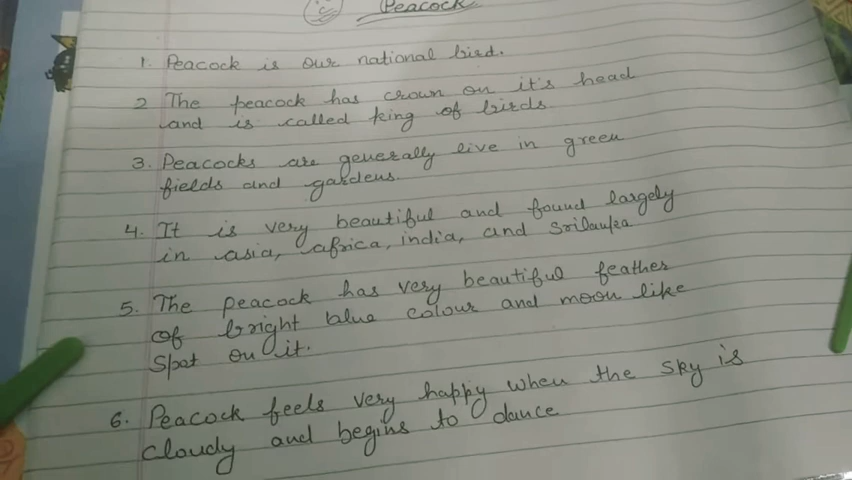 Peacock
1. Peacock is our national bird.
2 The peacock has crown on it's head
and is called king of birds
3. Peacocks are generally live in green
fields and gardens.
4. It is very beautiful and found largely
in asia, africa, india, and Srilanka
5. The peacock has very beautiful feather
of bright blue colour and moon like
Spot on it.
6. Peacock feels very happy when the sky is
cloudy and begins to dance